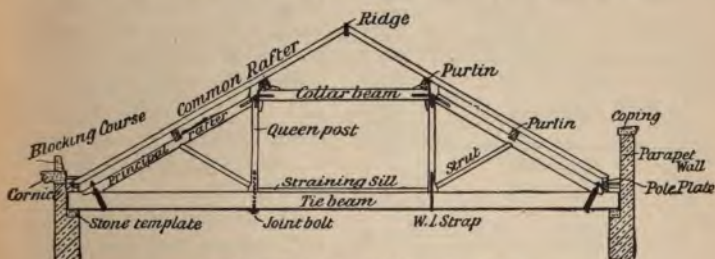 Ridge
Common Rafter
Purlin
Collar beam
Coping
Blocking Course
Principal rafter
Queen post
Purlin
Strut
Parapet Wall
Cornice
Straining Sill
Pole Plate
Tie beam
Stone template
Joint bolt
W.I Strap